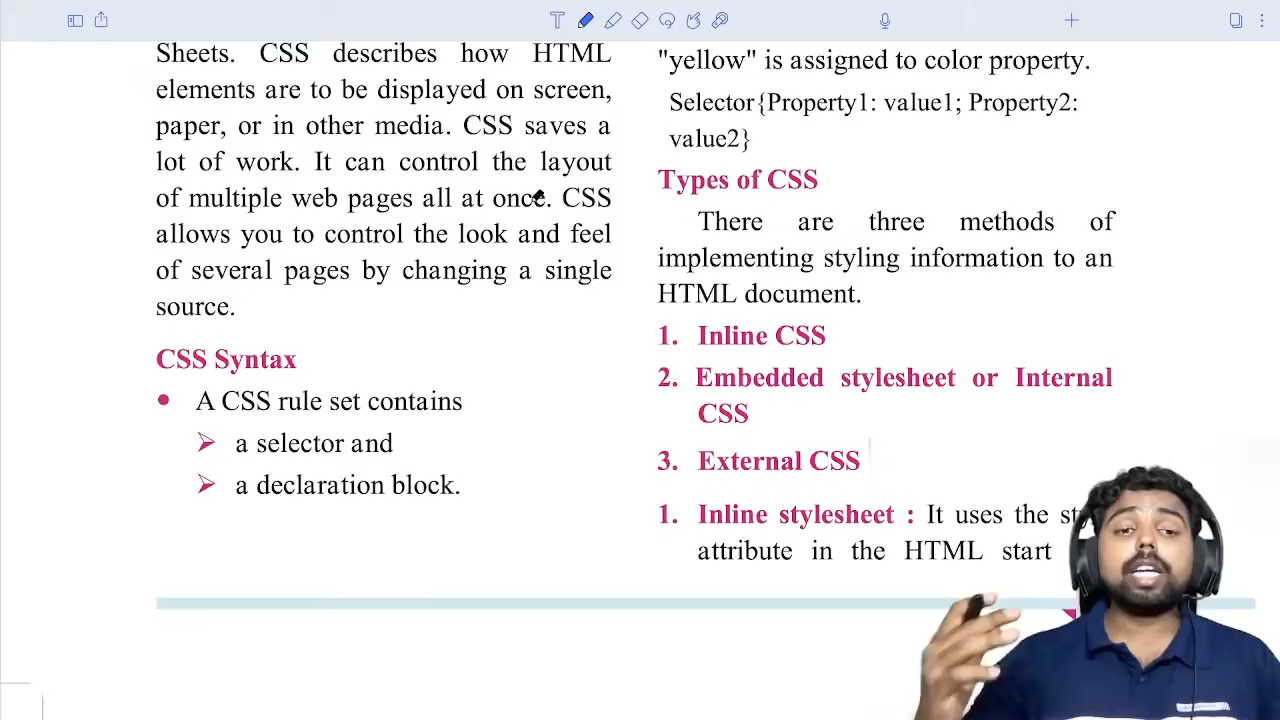 Sheets. CSS describes how HTML
elements are to be displayed on screen,
paper, or in other media. CSS saves a
lot of work. It can control the layout
of multiple web pages all at once. CSS
allows you to control the look and feel
of several pages by changing a single
source.
CSS Syntax
● A CSS rule set contains
➢ a selector and
➢ a declaration block.
"yellow" is assigned to color property.
Selector{Property1: value1; Property2:
value2}
Types of CSS
There are three methods of
implementing styling information to an
HTML document.
1. Inline CSS
2. Embedded stylesheet or Internal
CSS
3. External CSS
1. Inline stylesheet : It uses the
attribute in the HTML start